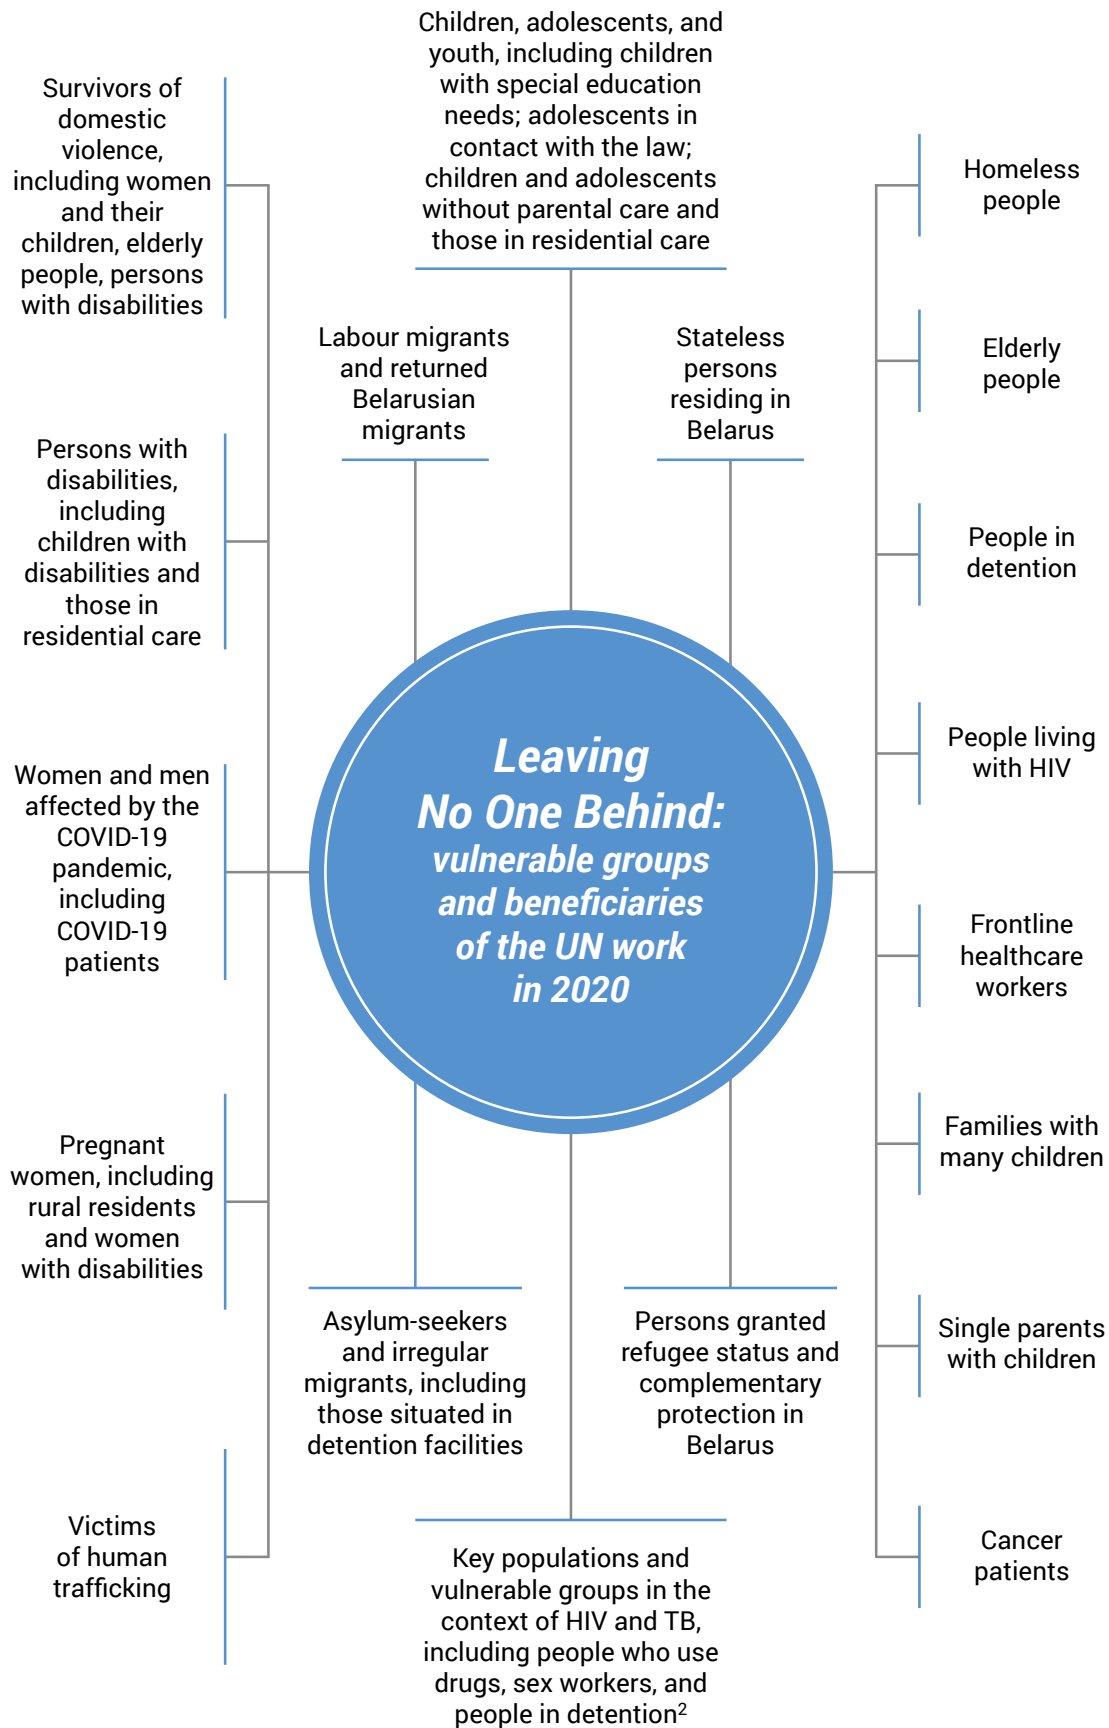 Children, adolescents, and
youth, including children
with special education
needs; adolescents in
contact with the law;
children and adolescents
without parental care and
those in residential care
Survivors of
domestic
violence,
including women
and their
children, elderly
people, persons
with disabilities
Homeless
people
Labour migrants
and returned
Belarusian
migrants
Stateless
persons
residing in
Belarus
Elderly
people
Persons with
disabilities,
including
children with
disabilities and
those in
residential care
People in
detention
People living
with HIV
Women and men
affected by the
COVID-19
pandemic,
including
COVID-19
patients
Leaving
No One Behind:
vulnerable groups
and beneficiaries
of the UN work
in 2020
Frontline
healthcare
workers
Pregnant
women, including
rural residents
and women
with disabilities
Families with
many children
Asylum-seekers
and irregular
migrants, including
those situated in
detention facilities
Persons granted
refugee status and
complementary
protection in
Belarus
Single parents
with children
Victims
of human
trafficking
Key populations and
vulnerable groups in the
context of HIV and TB,
including people who use
drugs, sex workers, and
people in detention²
Cancer
patients